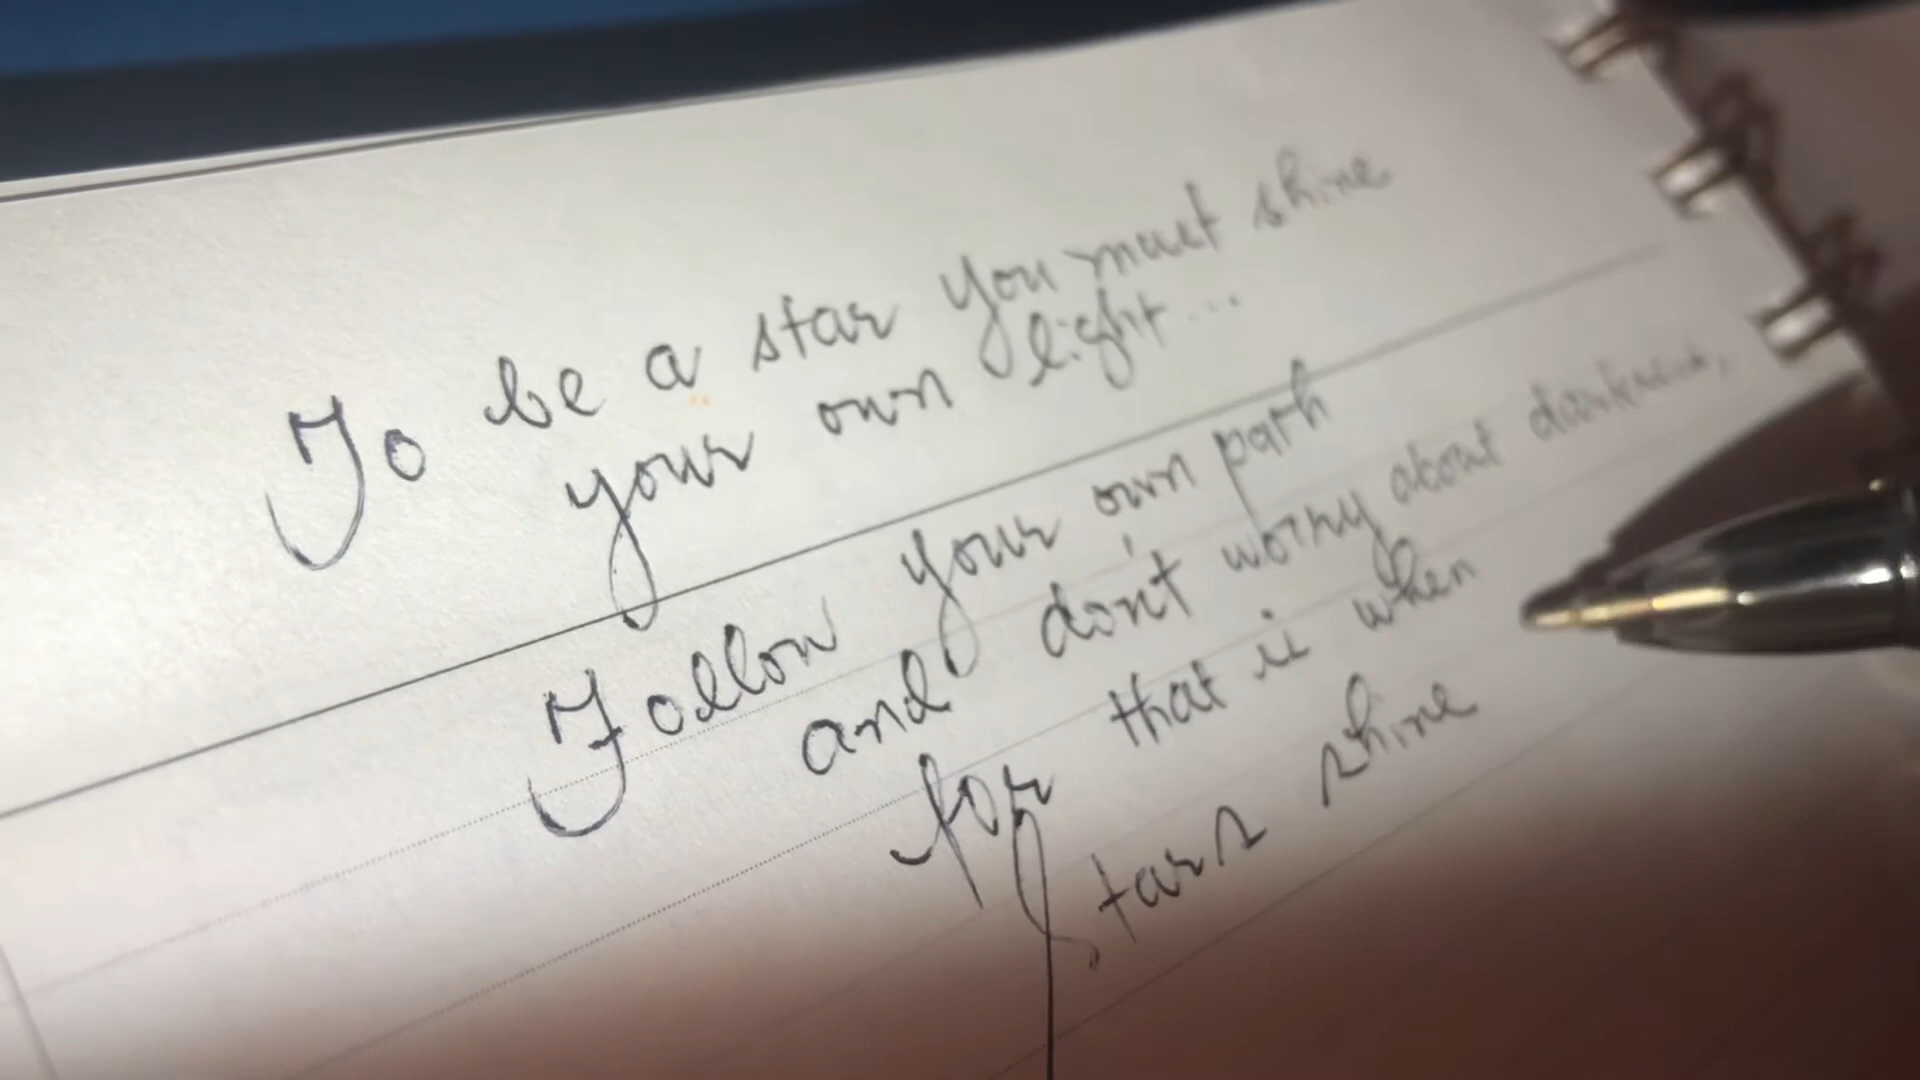 To be a star you must shine
your own light...
Follow your own path
and don't worry about darkness,
for that is when
Stars shine